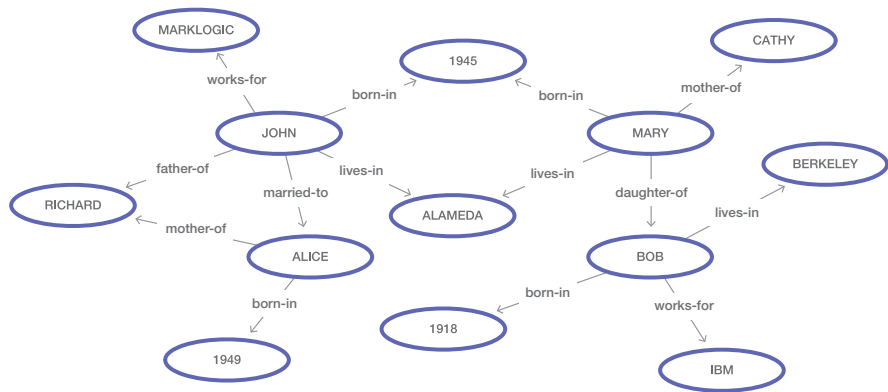 MARKLOGIC
CATHY
1945
works-for
mother-of
born-in
born-in
JOHN
MARY
BERKELEY
father-of
lives-in
lives-in
married-to
daughter-of
RICHARD
ALAMEDA
lives-in
mother-of
ALICE
BOB
born-in
born-in
works-for
1918
1949
IBM